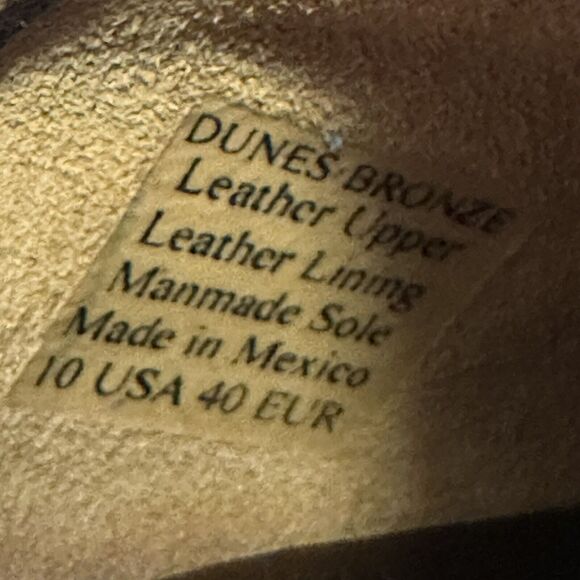 DUNES BRONZE
Leather Upper
Leather Lining
Manmade Sole
Made in Mexico
10 USA 40 EUR